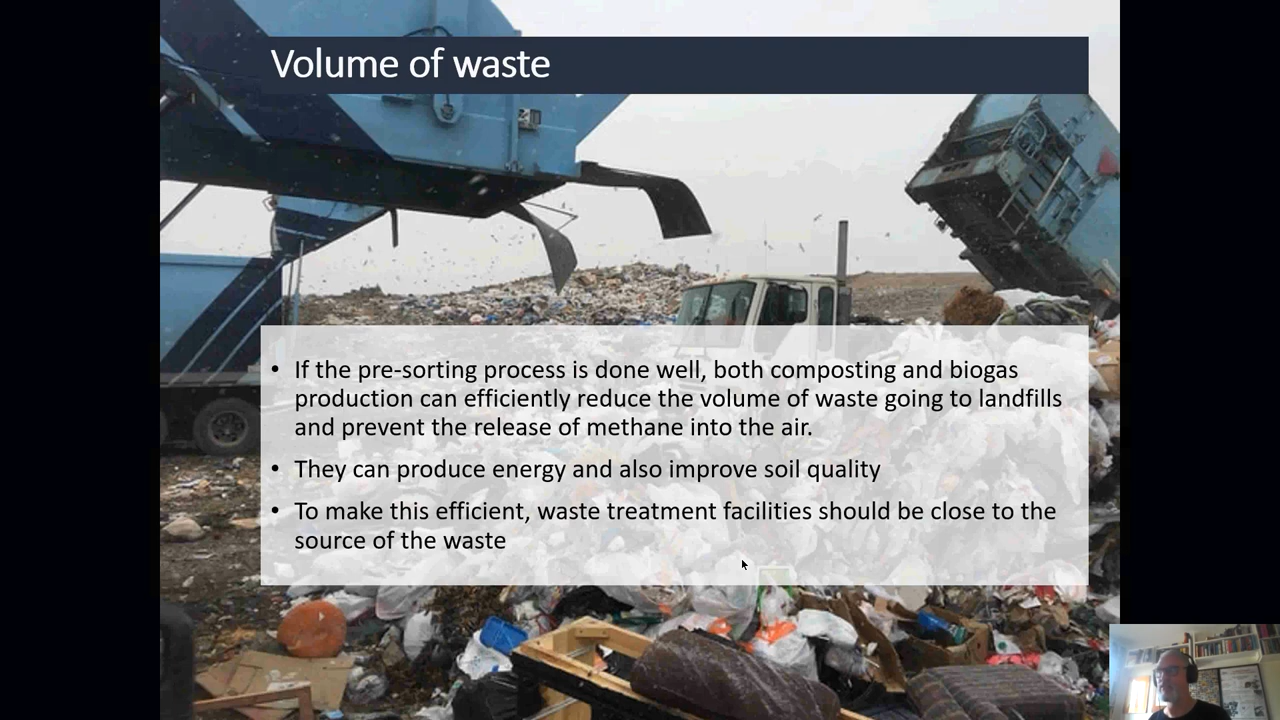 Volume of waste
• If the pre-sorting process is done well, both composting and biogas
production can efficiently reduce the volume of waste going to landfills
and prevent the release of methane into the air.
• They can produce energy and also improve soil quality
• To make this efficient, waste treatment facilities should be close to the
source of the waste